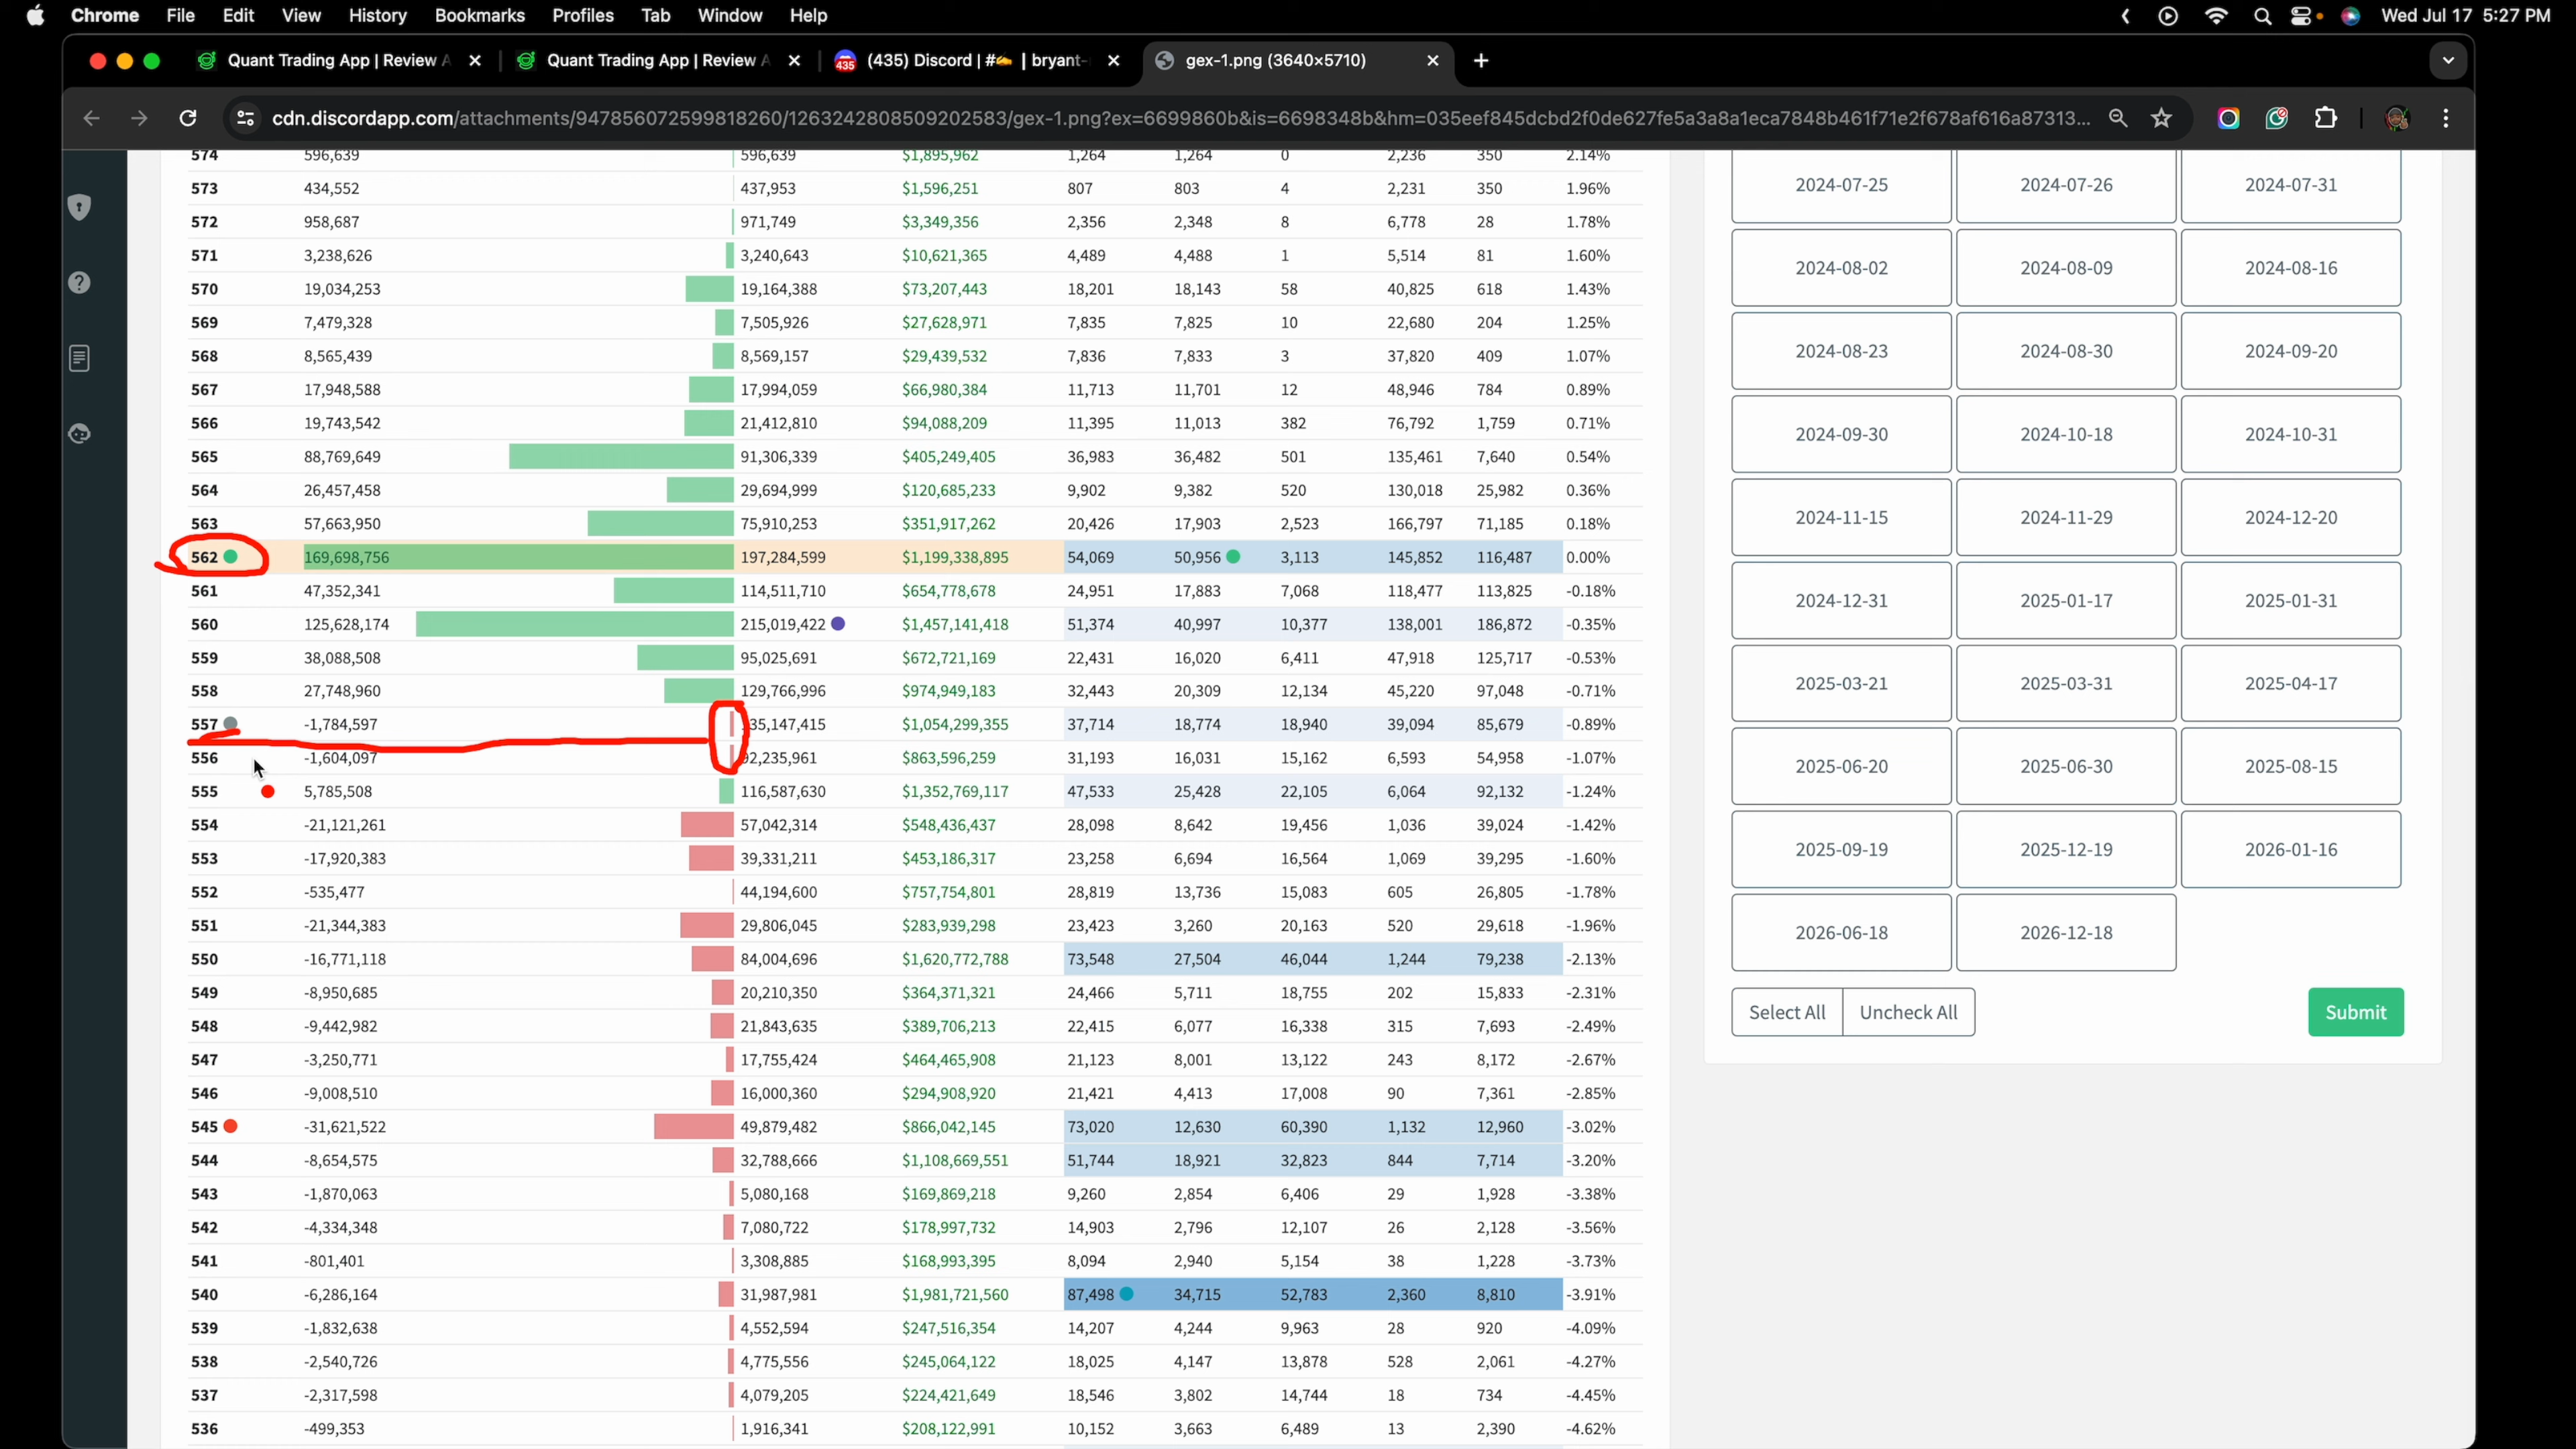 Chrome File Edit View History Bookmarks Profiles Tab Window Help Wed Jul 17 5:27 PM
Quant Trading App | Review A Quant Trading App | Review A 435 (435) Discord | #✍️ | bryant- gex-1.png (3640×5710)
cdn.discordapp.com/attachments/947856072599818260/1263242808509202583/gex-1.png?ex=6699860b&is=6698348b&hm=035eef845dcbd2f0de627fe5a3a8a1eca7848b461f71e2f678af616a87313...
574 596,639 596,639 $1,895,962 1,264 1,264 0 2,236 350 2.14%
573 434,552 437,953 $1,596,251 807 803 4 2,231 350 1.96%
572 958,687 971,749 $3,349,356 2,356 2,348 8 6,778 28 1.78%
571 3,238,626 3,240,643 $10,621,365 4,489 4,488 1 5,514 81 1.60%
570 19,034,253 19,164,388 $73,207,443 18,201 18,143 58 40,825 618 1.43%
569 7,479,328 7,505,926 $27,628,971 7,835 7,825 10 22,680 204 1.25%
568 8,565,439 8,569,157 $29,439,532 7,836 7,833 3 37,820 409 1.07%
567 17,948,588 17,994,059 $66,980,384 11,713 11,701 12 48,946 784 0.89%
566 19,743,542 21,412,810 $94,088,209 11,395 11,013 382 76,792 1,759 0.71%
565 88,769,649 91,306,339 $405,249,405 36,983 36,482 501 135,461 7,640 0.54%
564 26,457,458 29,694,999 $120,685,233 9,902 9,382 520 130,018 25,982 0.36%
563 57,663,950 75,910,253 $351,917,262 20,426 17,903 2,523 166,797 71,185 0.18%
562 169,698,756 197,284,599 $1,199,338,895 54,069 50,956 3,113 145,852 116,487 0.00%
561 47,352,341 114,511,710 $654,778,678 24,951 17,883 7,068 118,477 113,825 -0.18%
560 125,628,174 215,019,422 $1,457,141,418 51,374 40,997 10,377 138,001 186,872 -0.35%
559 38,088,508 95,025,691 $672,721,169 22,431 16,020 6,411 47,918 125,717 -0.53%
558 27,748,960 129,766,996 $974,949,183 32,443 20,309 12,134 45,220 97,048 -0.71%
557 -1,784,597 $1,054,299,355 37,714 18,774 18,940 39,094 85,679 -0.89%
556 -1,604,097 $863,596,259 31,193 16,031 15,162 6,593 54,958 -1.07%
555 5,785,508 116,587,630 $1,352,769,117 47,533 25,428 22,105 6,064 92,132 -1.24%
554 -21,121,261 57,042,314 $548,436,437 28,098 8,642 19,456 1,036 39,024 -1.42%
553 -17,920,383 39,331,211 $453,186,317 23,258 6,694 16,564 1,069 39,295 -1.60%
552 -535,477 44,194,600 $757,754,801 28,819 13,736 15,083 605 26,805 -1.78%
551 -21,344,383 29,806,045 $283,939,298 23,423 3,260 20,163 520 29,618 -1.96%
550 -16,771,118 84,004,696 $1,620,772,788 73,548 27,504 46,044 1,244 79,238 -2.13%
549 -8,950,685 20,210,350 $364,371,321 24,466 5,711 18,755 202 15,833 -2.31%
548 -9,442,982 21,843,635 $389,706,213 22,415 6,077 16,338 315 7,693 -2.49%
547 -3,250,771 17,755,424 $464,465,908 21,123 8,001 13,122 243 8,172 -2.67%
546 -9,008,510 16,000,360 $294,908,920 21,421 4,413 17,008 90 7,361 -2.85%
545 -31,621,522 49,879,482 $866,042,145 73,020 12,630 60,390 1,132 12,960 -3.02%
544 -8,654,575 32,788,666 $1,108,669,551 51,744 18,921 32,823 844 7,714 -3.20%
543 -1,870,063 5,080,168 $169,869,218 9,260 2,854 6,406 29 1,928 -3.38%
542 -4,334,348 7,080,722 $178,997,732 14,903 2,796 12,107 26 2,128 -3.56%
541 -801,401 3,308,885 $168,993,395 8,094 2,940 5,154 38 1,228 -3.73%
540 -6,286,164 31,987,981 $1,981,721,560 87,498 34,715 52,783 2,360 8,810 -3.91%
539 -1,832,638 4,552,594 $247,516,354 14,207 4,244 9,963 28 920 -4.09%
538 -2,540,726 4,775,556 $245,064,122 18,025 4,147 13,878 528 2,061 -4.27%
537 -2,317,598 4,079,205 $224,421,649 18,546 3,802 14,744 18 734 -4.45%
536 -499,353 1,916,341 $208,122,991 10,152 3,663 6,489 13 2,390 -4.62%
2024-07-25 2024-07-26 2024-07-31
2024-08-02 2024-08-09 2024-08-16
2024-08-23 2024-08-30 2024-09-20
2024-09-30 2024-10-18 2024-10-31
2024-11-15 2024-11-29 2024-12-20
2024-12-31 2025-01-17 2025-01-31
2025-03-21 2025-03-31 2025-04-17
2025-06-20 2025-06-30 2025-08-15
2025-09-19 2025-12-19 2026-01-16
2026-06-18 2026-12-18
Select All Uncheck All Submit